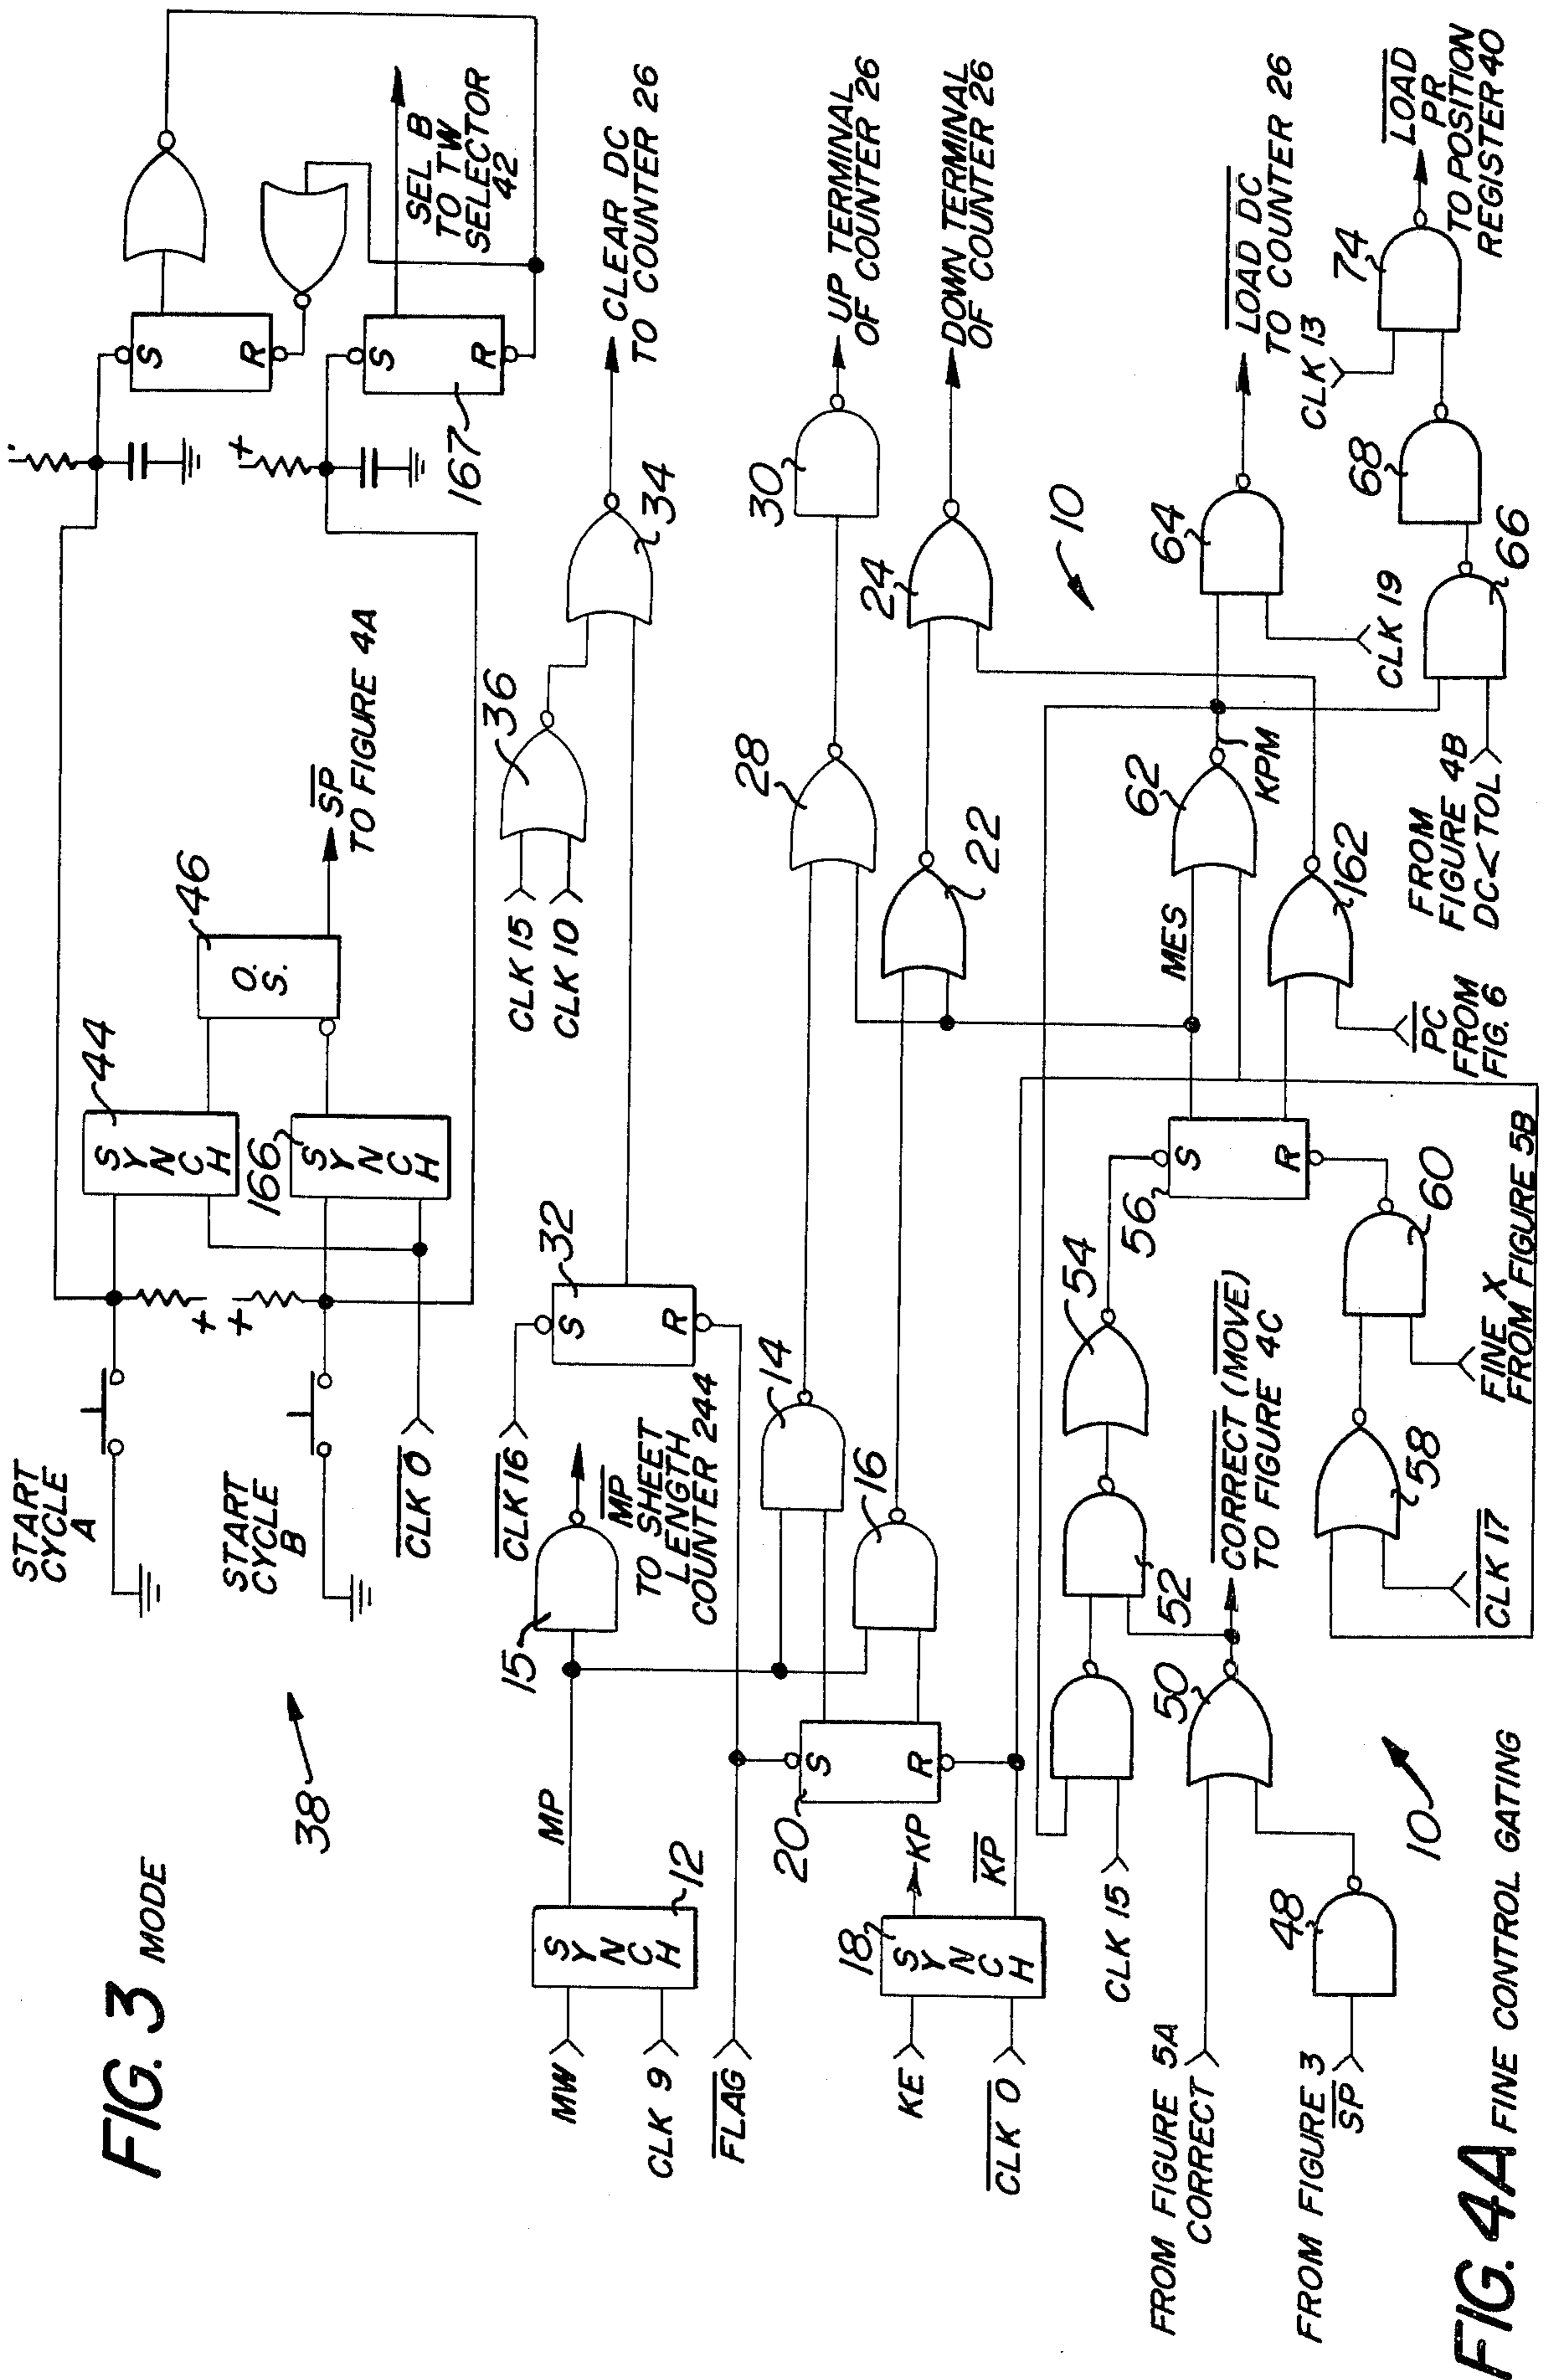 FIG. 3 MODE
38
START
CYCLE
A
START
CYCLE
B
CLK 0
44
SYNCH
166
SYNCH
46
O.
S.
SP
TO FIGURE 4A
+
+
+
S
R
S
R
167
SEL B
TO TW
SELECTOR
42
MW
CLK 9
SYNCH
12
MP
15
MP
TO SHEET
LENGTH
COUNTER 244
CLK 16
32
S
R
CLK 15
CLK 10
36
34
CLEAR DC
TO COUNTER 26
FLAG
20
S
R
14
16
28
22
30
24
UP TERMINAL
OF COUNTER 26
DOWN TERMINAL
OF COUNTER 26
KE
CLK 0
18
SYNCH
KP
KP
CLK 15
52
54
56
S
R
MES
62
KPM
64
CLK 19
LOAD DC
TO COUNTER 26
10
FROM FIGURE 5A
CORRECT
FROM FIGURE 3
SP
48
50
CORRECT (MOVE)
TO FIGURE 4C
CLK 17
58
FINE X
FROM FIGURE 5B
60
PC
FROM
FIG. 6
162
FROM
FIGURE 4B
DC<TOL
66
68
CLK 13
74
LOAD
PR
TO POSITION
REGISTER 40
10
FIG. 4A FINE CONTROL GATING